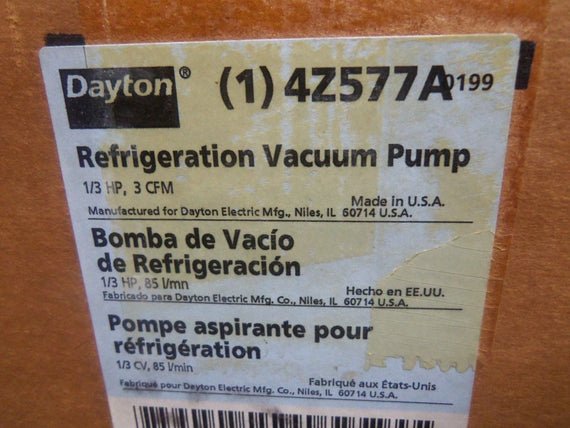 Dayton® (1) 4Z577A 0199
Refrigeration Vacuum Pump
1/3 HP, 3 CFM
Made in U.S.A.
Manufactured for Dayton Electric Mfg., Niles, IL 60714 U.S.A.
Bomba de Vacío
de Refrigeración
1/3 HP, 85 l/mn
Hecho en EE.UU.
Fabricado para Dayton Electric Mfg. Co., Niles, IL 60714 U.S.A.
Pompe aspirante pour
réfrigération
1/3 CV, 85 l/min
Fabriqué aux États-Unis
Fabriqué pour Dayton Electric Mfg. Co., Niles, IL 60714 U.S.A.